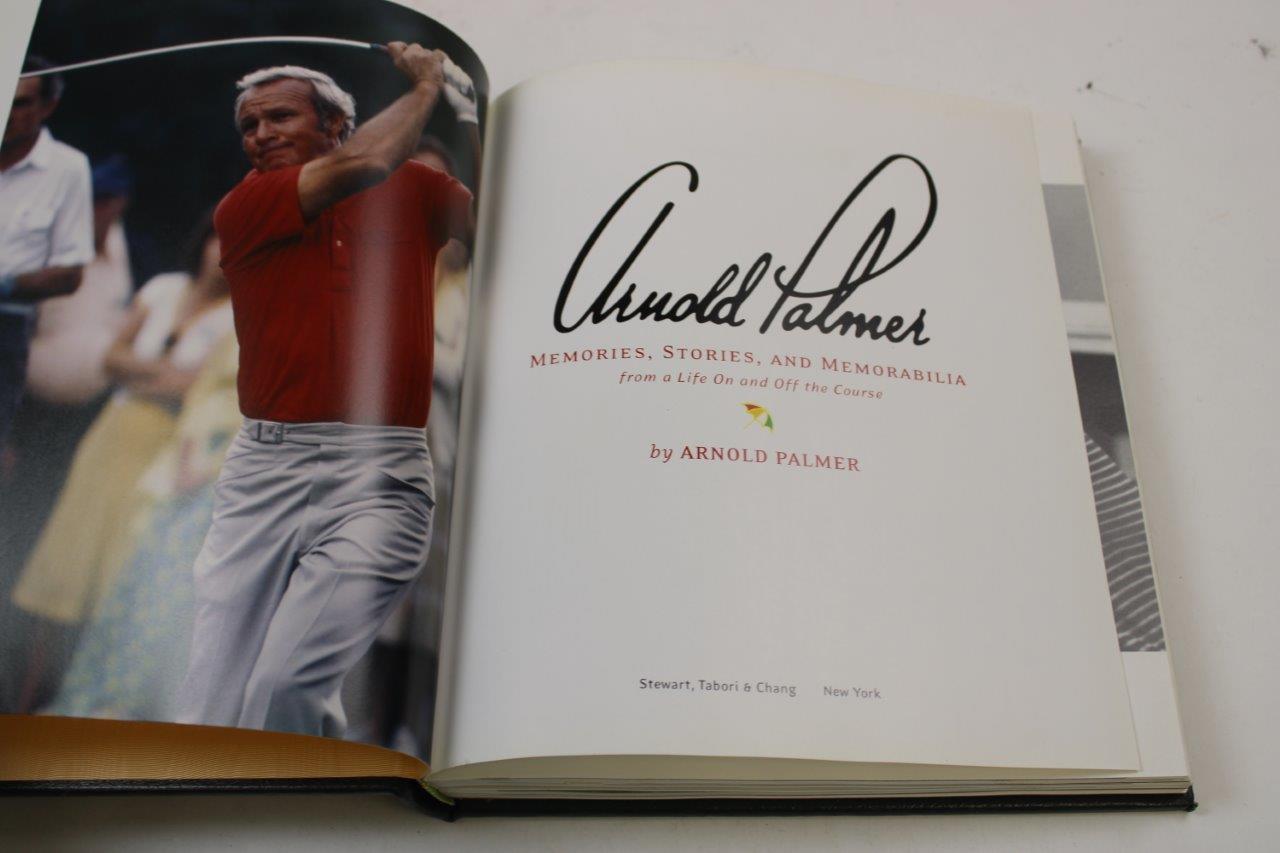 Arnold Palmer
MEMORIES, STORIES, AND MEMORABILIA
from a Life On and Off the Course
by ARNOLD PALMER
Stewart, Tabori & Chang New York